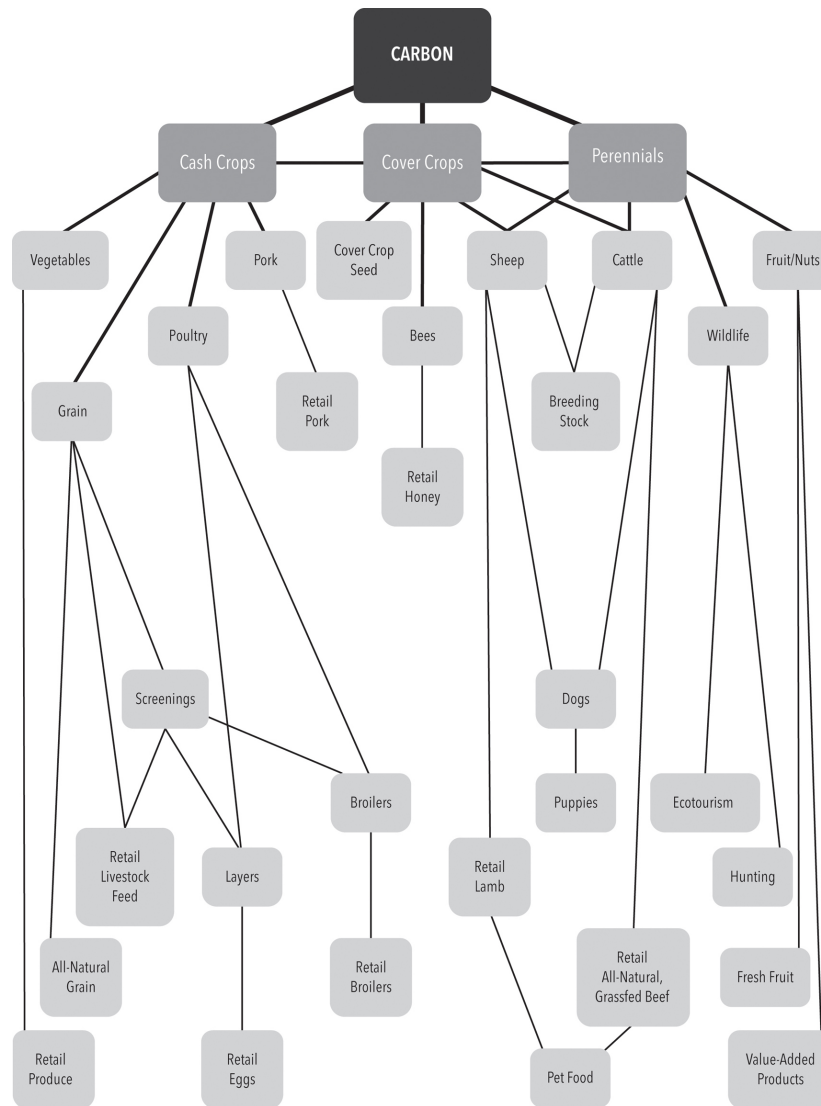 CARBON
Cash Crops
Cover Crops
Perennials
Vegetables
Pork
Cover Crop
Seed
Sheep
Cattle
Fruit/Nuts
Poultry
Bees
Wildlife
Grain
Retail
Pork
Breeding
Stock
Retail
Honey
Screenings
Dogs
Broilers
Puppies
Ecotourism
Retail
Livestock
Feed
Layers
Retail
Lamb
Hunting
All-Natural
Grain
Retail
Broilers
Retail
All-Natural,
Grassfed Beef
Fresh Fruit
Retail
Produce
Retail
Eggs
Pet Food
Value-Added
Products